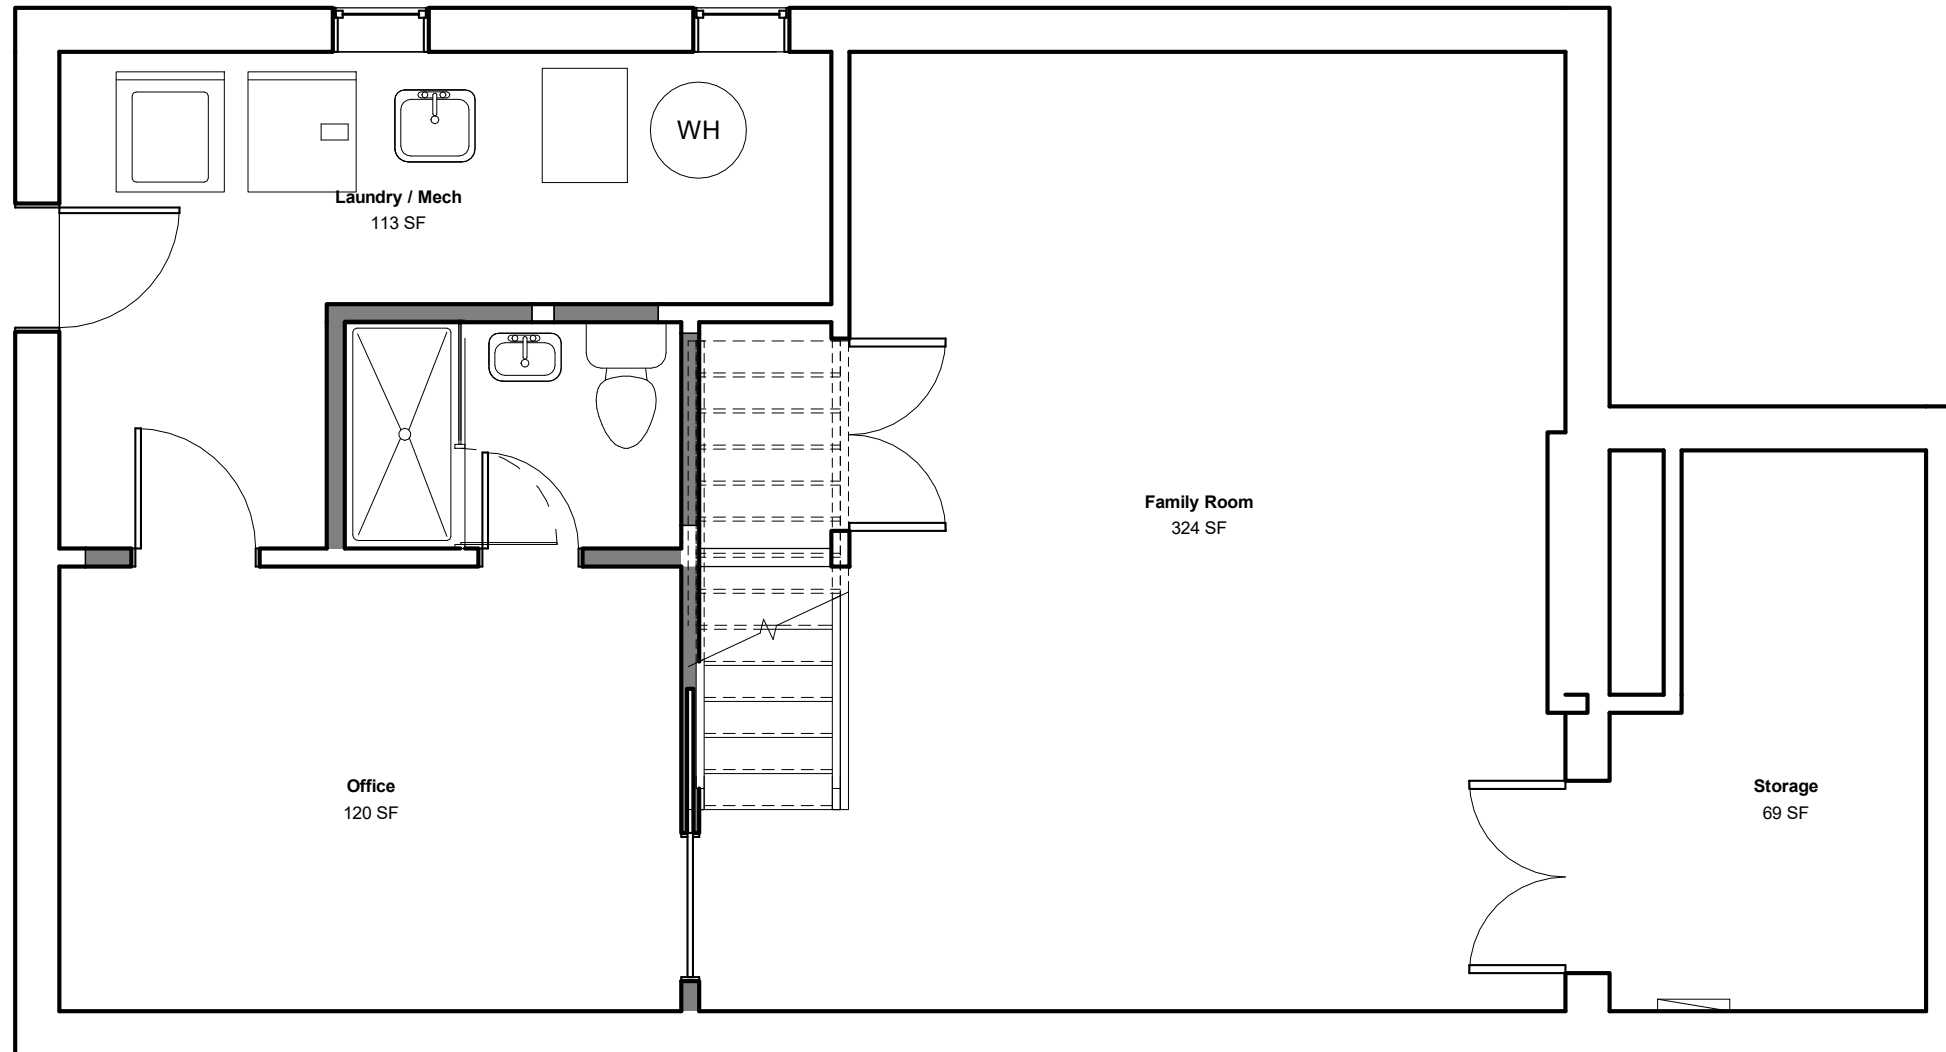 WH
Laundry / Mech
113 SF
Family Room
324 SF
Office
120 SF
Storage
69 SF